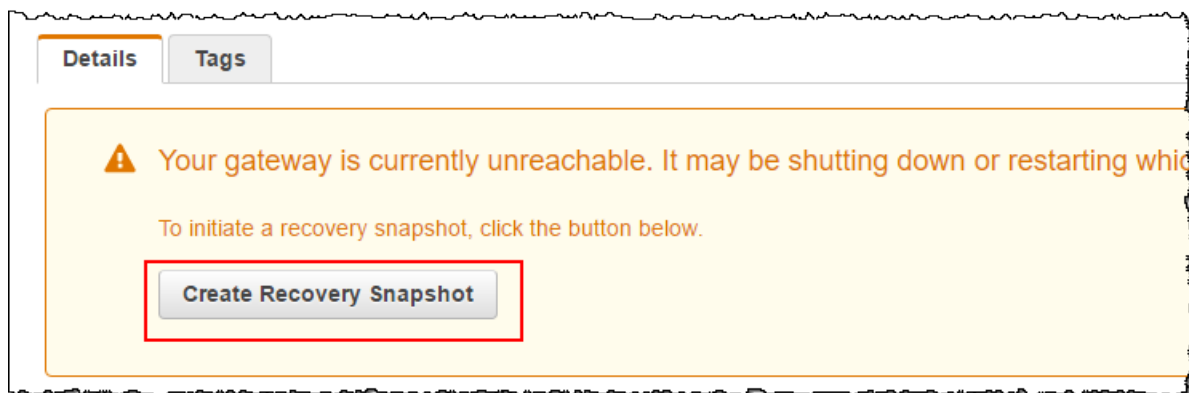 Details Tags
Your gateway is currently unreachable. It may be shutting down or restarting
To initiate a recovery snapshot, click the button below.
Create Recovery Snapshot